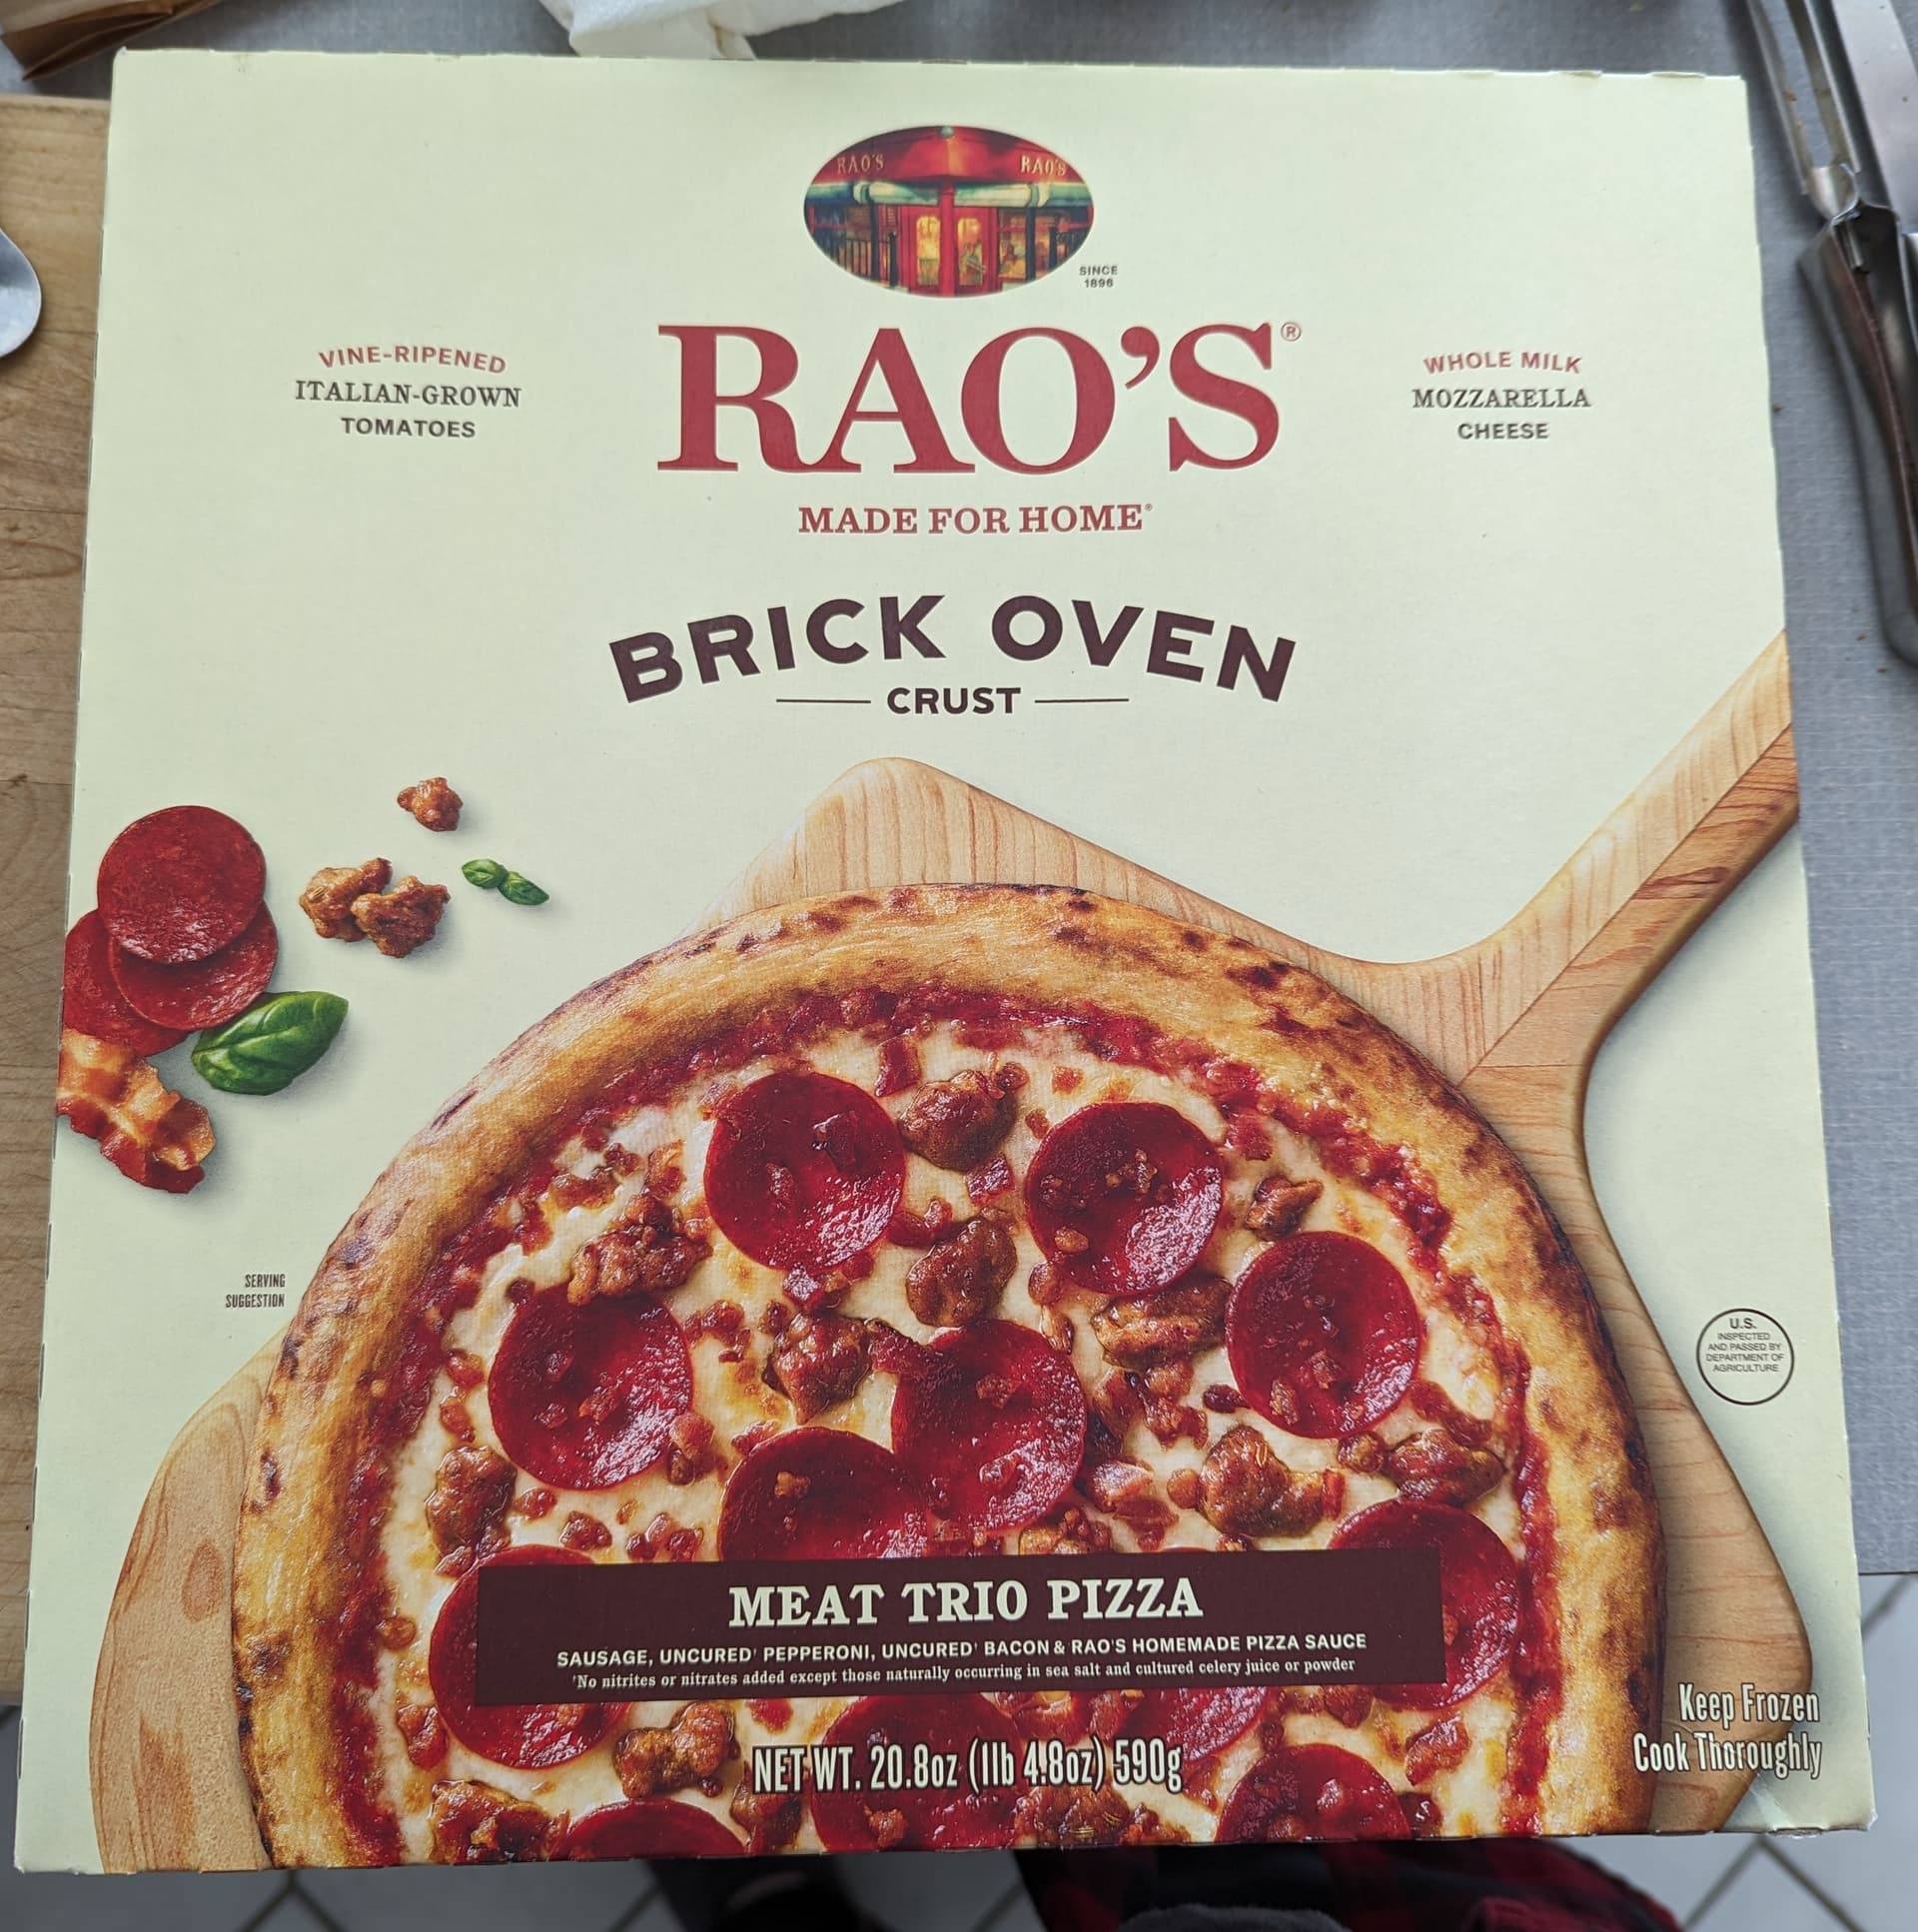 RAO'S RAO'S
SINCE
1896
RAO'S®
MADE FOR HOME®
VINE-RIPENED
ITALIAN-GROWN
TOMATOES
WHOLE MILK
MOZZARELLA
CHEESE
BRICK OVEN
CRUST
SERVING
SUGGESTION
U.S.
INSPECTED
AND PASSED BY
DEPARTMENT OF
AGRICULTURE
MEAT TRIO PIZZA
SAUSAGE, UNCURED† PEPPERONI, UNCURED† BACON & RAO'S HOMEMADE PIZZA SAUCE
†No nitrites or nitrates added except those naturally occurring in sea salt and cultured celery juice or powder
NET WT. 20.8oz (1lb 4.8oz) 590g
Keep Frozen
Cook Thoroughly